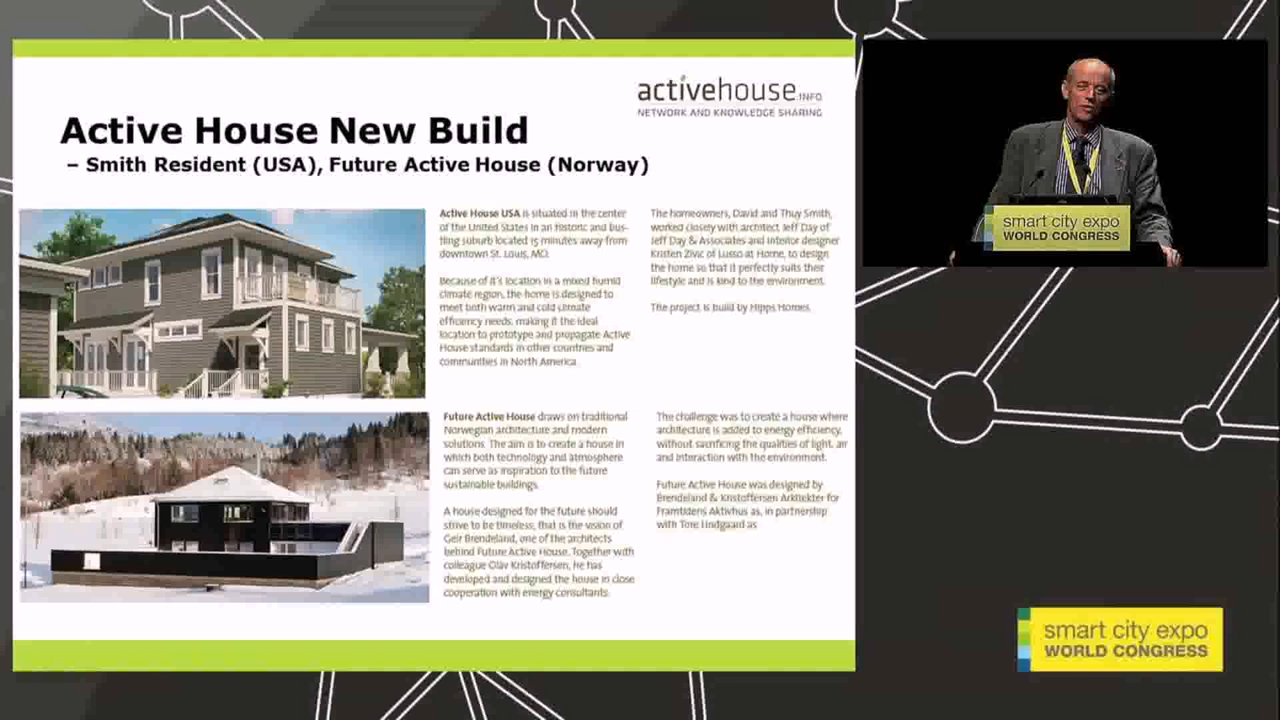 activehouse.INFO
NETWORK AND KNOWLEDGE SHARING
Active House New Build
– Smith Resident (USA), Future Active House (Norway)
Active House USA is situated in the center
of the United States in an historic and bus-
tling suburb located 15 minutes away from
downtown St. Louis, MO.
Because of it's location in a mixed humid
climate region, the home is designed to
meet both warm and cold climate
efficiency needs, making it the ideal
location to prototype and propagate Active
House standards in other countries and
communities in North America.
The homeowners, David and Thuy Smith,
worked closely with architect Jeff Day of
Jeff Day & Associates and interior designer
Kristen Zivic of Lusso at Home, to design
the home so that it perfectly suits their
lifestyle and is kind to the environment.
The project is build by Hipps Homes.
Future Active House draws on traditional
Norwegian architecture and modern
solutions. The aim is to create a house in
which both technology and atmosphere
can serve as inspiration to the future
sustainable buildings.
A house designed for the future should
strive to be timeless, that is the vision of
Geir Brendeland, one of the architects
behind Future Active House. Together with
colleague Olav Kristoffersen, he has
developed and designed the house in close
cooperation with energy consultants.
The challenge was to create a house where
architecture is added to energy efficiency,
without sacrificing the qualities of light, air
and interaction with the environment.
Future Active House was designed by
Brendeland & Kristoffersen Arkitekter for
Framtidens Aktivhus as, in partnership
with Tore Lindgaard as
smart city expo
WORLD CONGRESS
smart city expo
WORLD CONGRESS